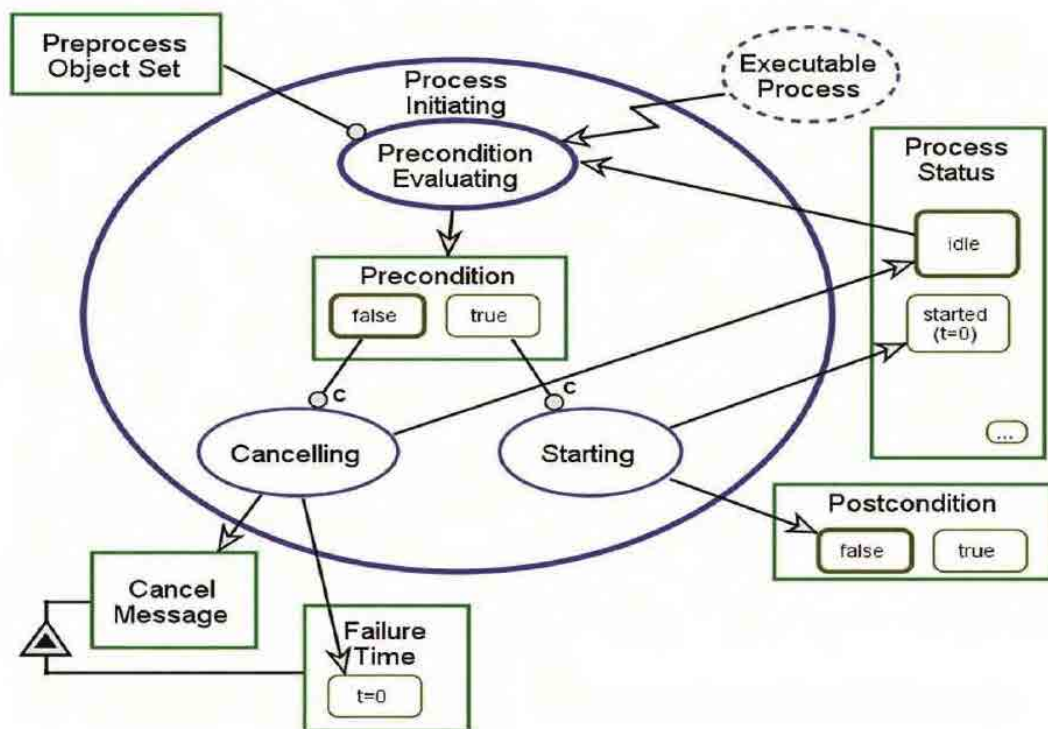 Preprocess
Object Set
Process
Initiating
Executable
Process
Precondition
Evaluating
Process
Status
idle
started
(t=0)
...
Precondition
false
true
c
c
Cancelling
Starting
Postcondition
false
true
Cancel
Message
Failure
Time
t=0